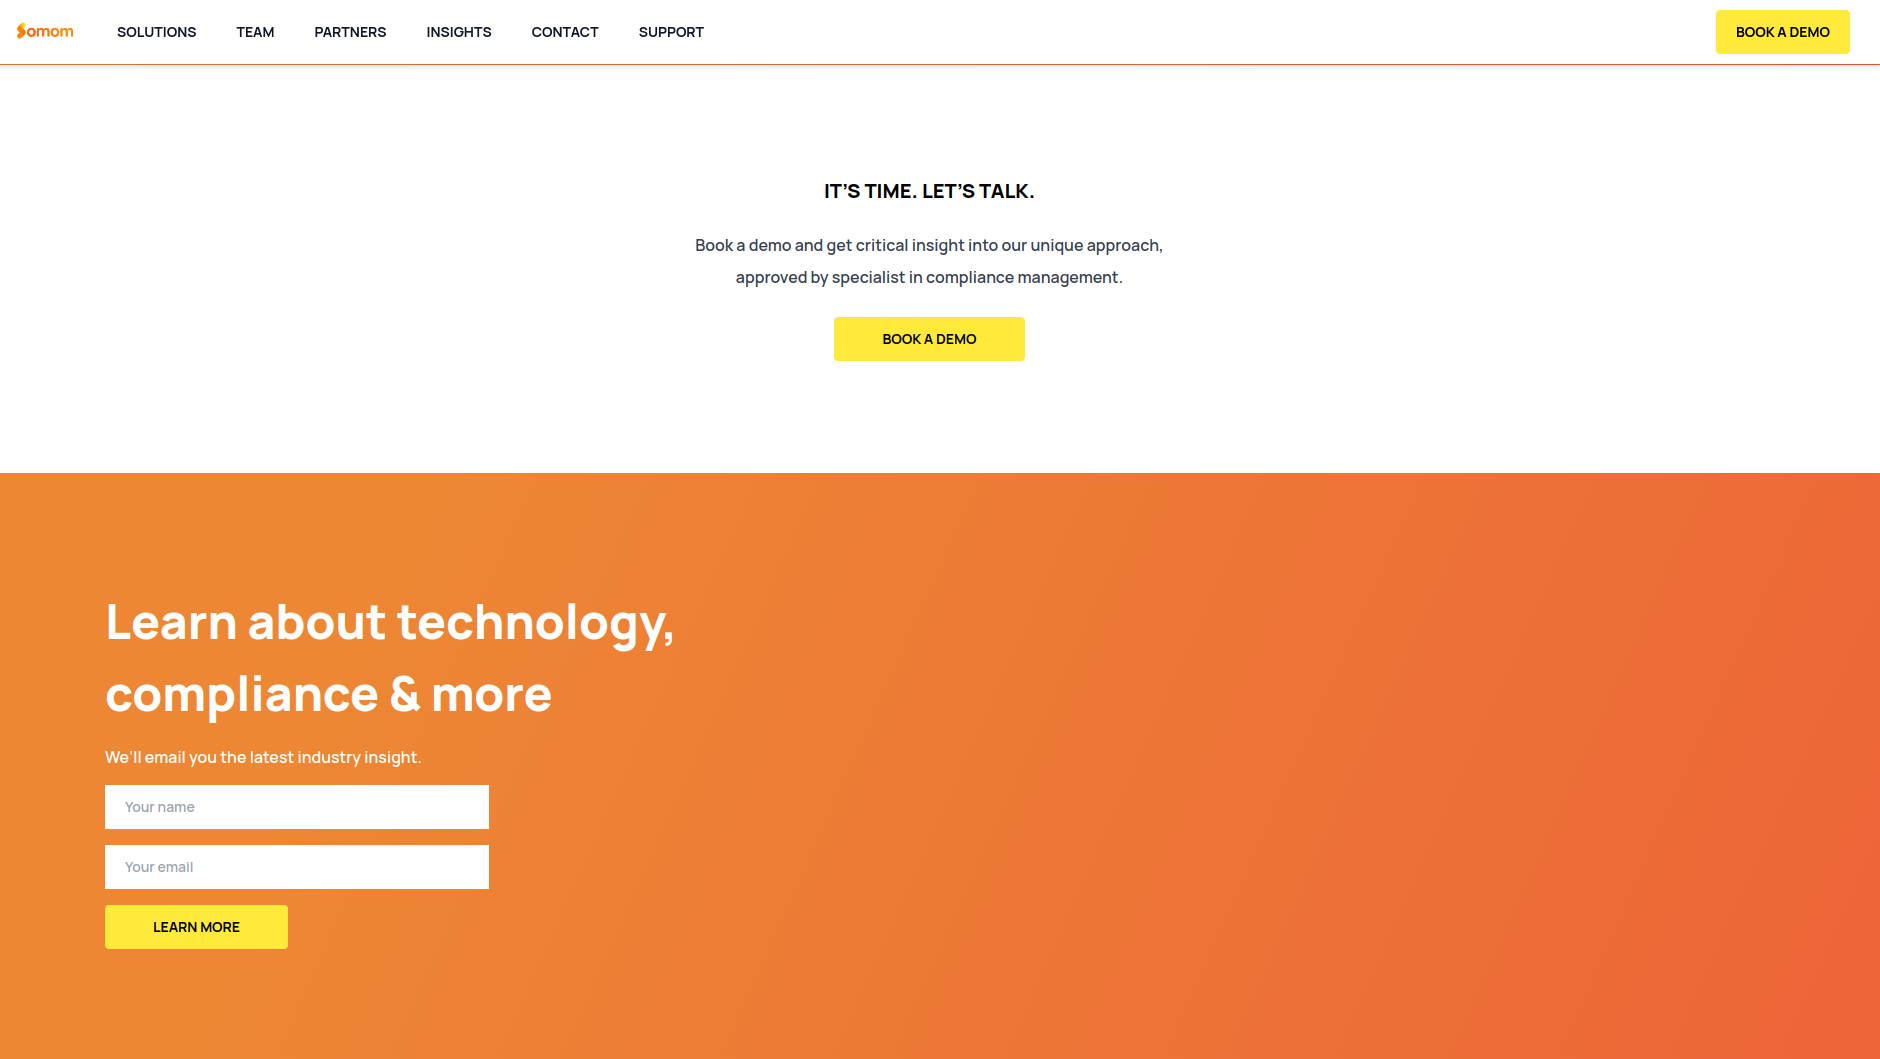 Somom
SOLUTIONS
TEAM
PARTNERS
INSIGHTS
CONTACT
SUPPORT
BOOK A DEMO
IT’S TIME. LET’S TALK.
Book a demo and get critical insight into our unique approach,
approved by specialist in compliance management.
BOOK A DEMO
Learn about technology,
compliance & more
We’ll email you the latest industry insight.
Your name
Your email
LEARN MORE